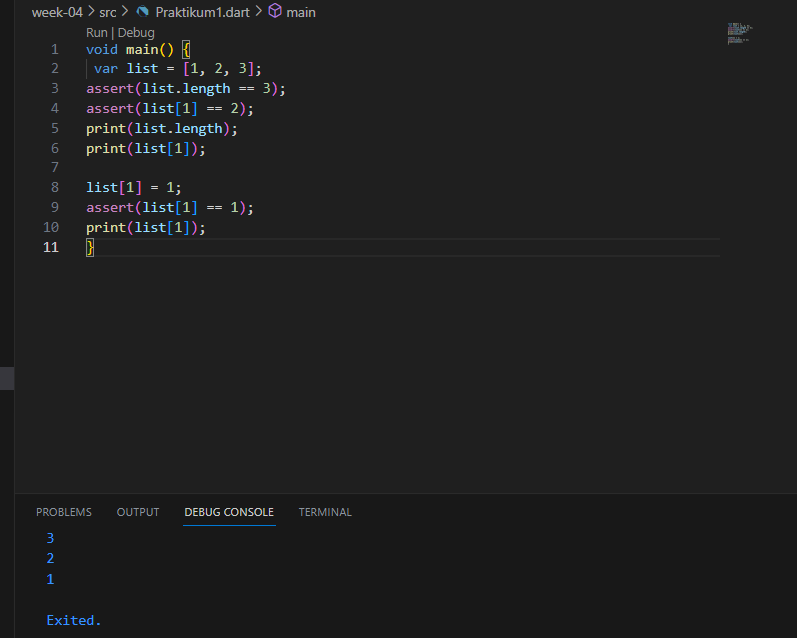 week-04 > src > Praktikum1.dart > main
Run | Debug
1 void main() {
2 var list = [1, 2, 3];
3 assert(list.length == 3);
4 assert(list[1] == 2);
5 print(list.length);
6 print(list[1]);
7
8 list[1] = 1;
9 assert(list[1] == 1);
10 print(list[1]);
11 }
PROBLEMS OUTPUT DEBUG CONSOLE TERMINAL
3
2
1
Exited.